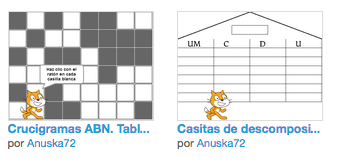 Haz clic con el
ratón en cada
casilla blanca
UM C D U
Crucigramas ABN. Tabl...
por Anuska72
Casitas de descomposi...
por Anuska72